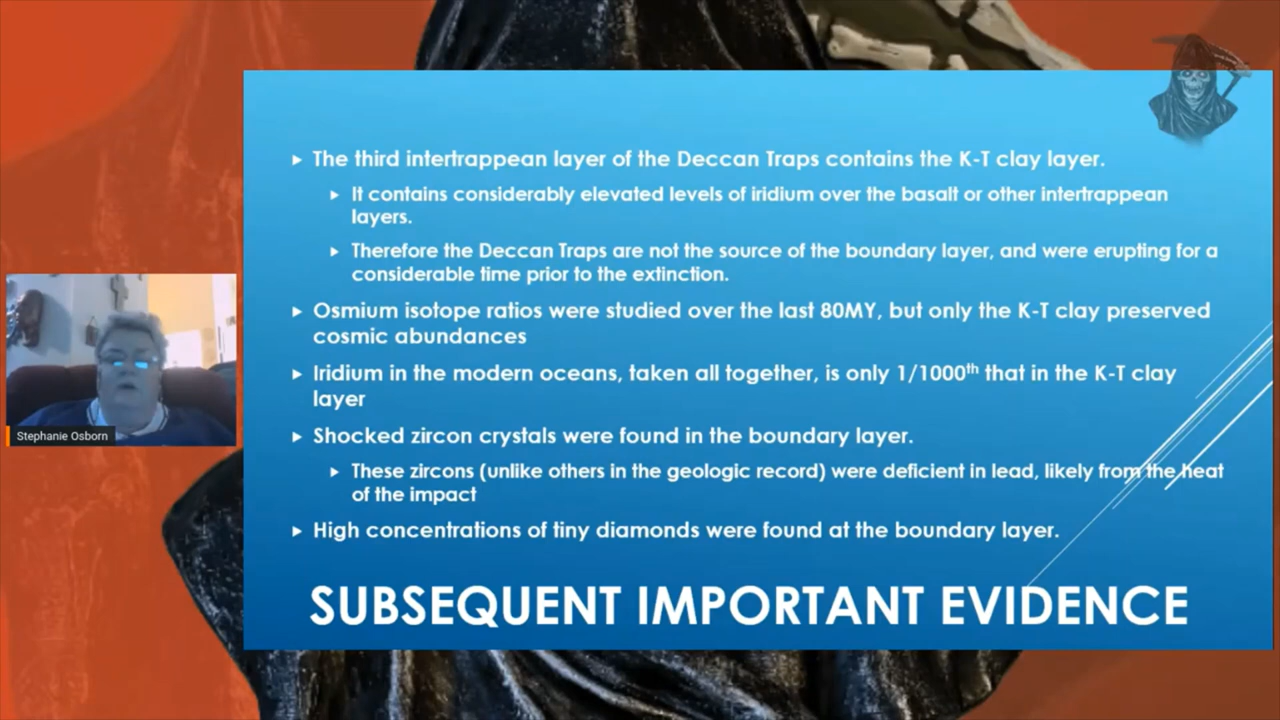 The third intertrappean layer of the Deccan Traps contains the K-T clay layer.
It contains considerably elevated levels of iridium over the basalt or other intertrappean
layers.
Therefore the Deccan Traps are not the source of the boundary layer, and were erupting for a
considerable time prior to the extinction.
Osmium isotope ratios were studied over the last 80MY, but only the K-T clay preserved
cosmic abundances
Iridium in the modern oceans, taken all together, is only 1/1000th that in the K-T clay
layer
Shocked zircon crystals were found in the boundary layer.
These zircons (unlike others in the geologic record) were deficient in lead, likely from the heat
of the impact
High concentrations of tiny diamonds were found at the boundary layer.
SUBSEQUENT IMPORTANT EVIDENCE
Stephanie Osborn